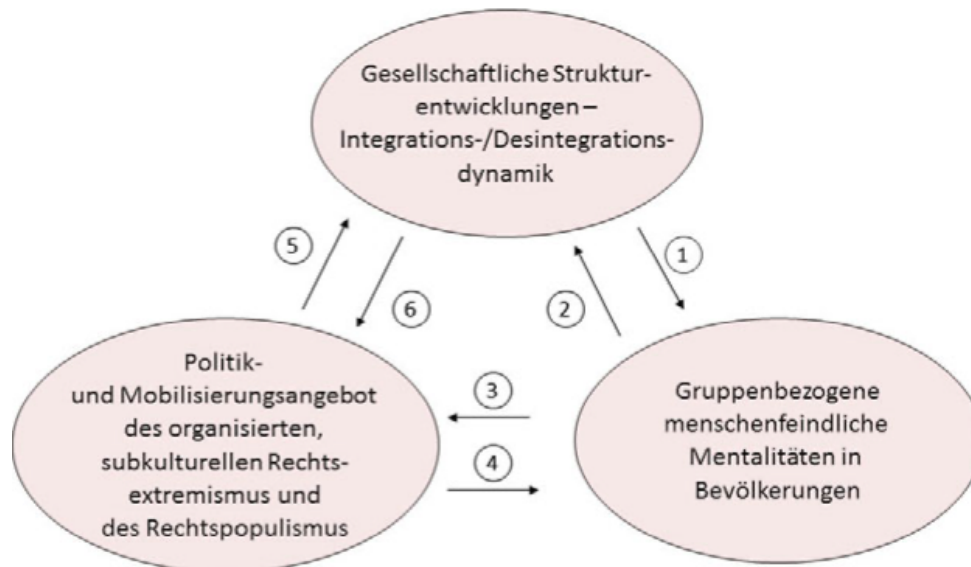 Gesellschaftliche Struktur-
entwicklungen –
Integrations-/Desintegrations-
dynamik
5
1
6
2
Politik-
und Mobilisierungsangebot
des organisierten,
subkulturellen Rechts-
extremismus und
des Rechtspopulismus
3
4
Gruppenbezogene
menschenfeindliche
Mentalitäten in
Bevölkerungen